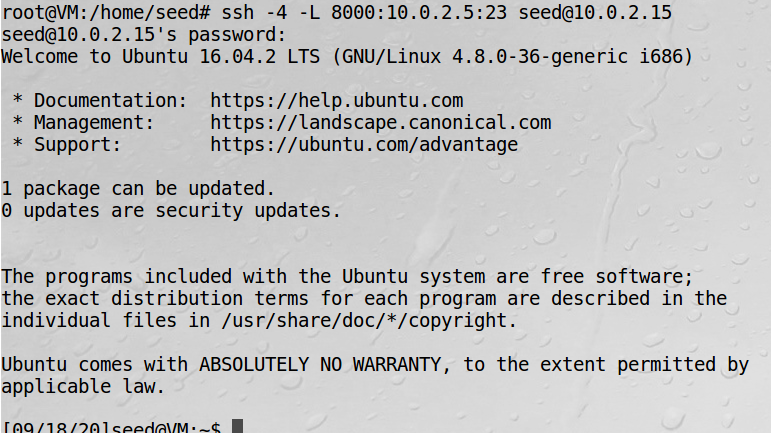 root@VM:/home/seed# ssh -4 -L 8000:10.0.2.5:23 seed@10.0.2.15
seed@10.0.2.15's password:
Welcome to Ubuntu 16.04.2 LTS (GNU/Linux 4.8.0-36-generic i686)

 * Documentation:  https://help.ubuntu.com
 * Management:     https://landscape.canonical.com
 * Support:        https://ubuntu.com/advantage

1 package can be updated.
0 updates are security updates.


The programs included with the Ubuntu system are free software;
the exact distribution terms for each program are described in the
individual files in /usr/share/doc/*/copyright.

Ubuntu comes with ABSOLUTELY NO WARRANTY, to the extent permitted by
applicable law.

[09/18/20]seed@VM:~$